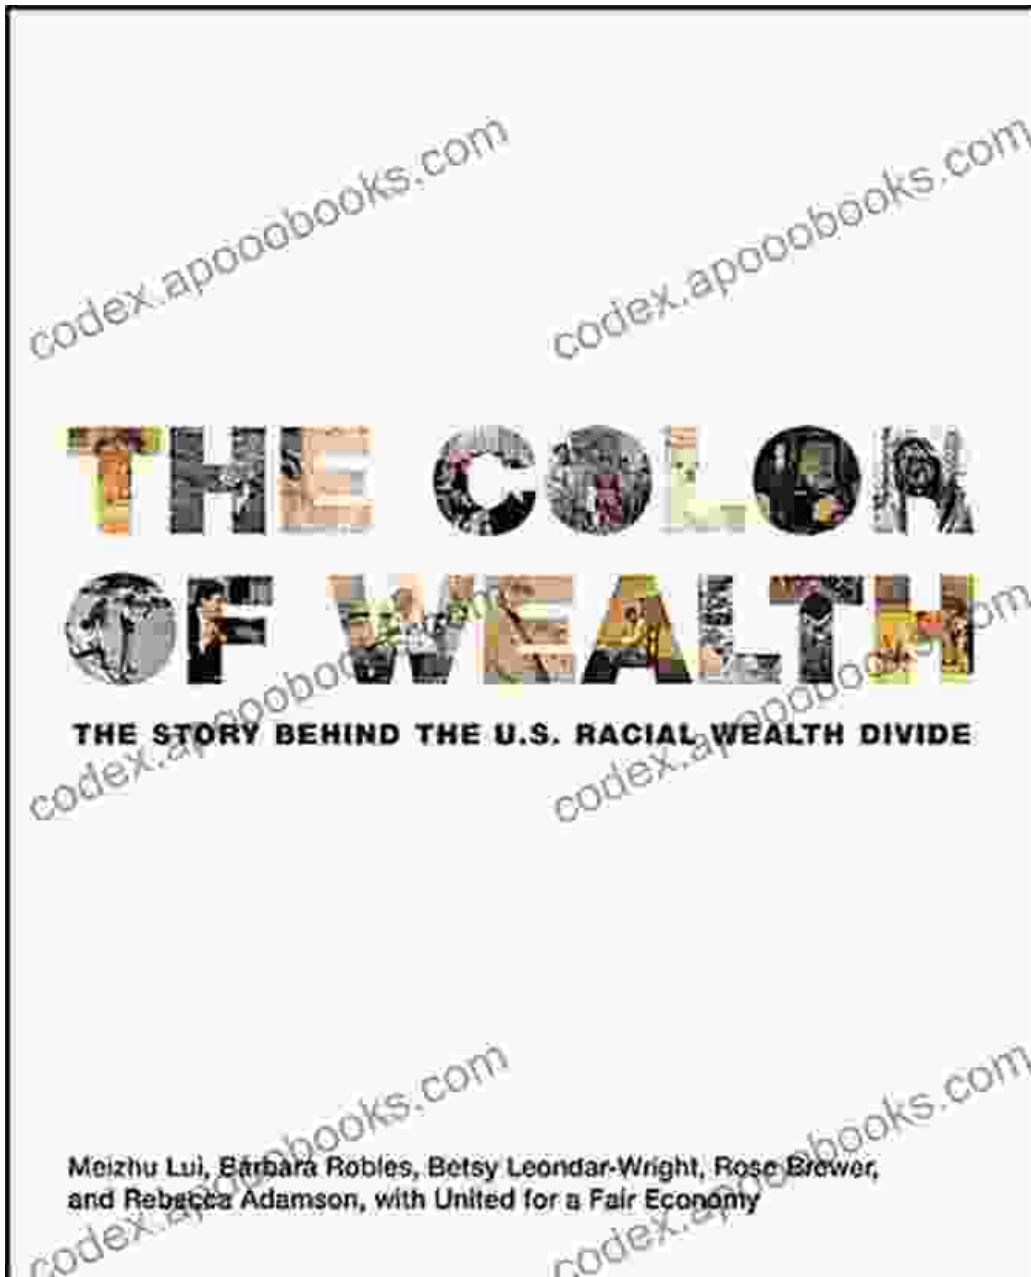 codex.apooobooks.com
codex.apooobooks.com
THE COLOR
OF WEALTH
THE STORY BEHIND THE U.S. RACIAL WEALTH DIVIDE
codex.apooobooks.com
codex.apooobooks.com
Meizhu Lui, Barbara Robles, Betsy Leondar-Wright, Rose Brewer,
and Rebecca Adamson, with United for a Fair Economy
codex.apooobooks.com
codex.apooobooks.com